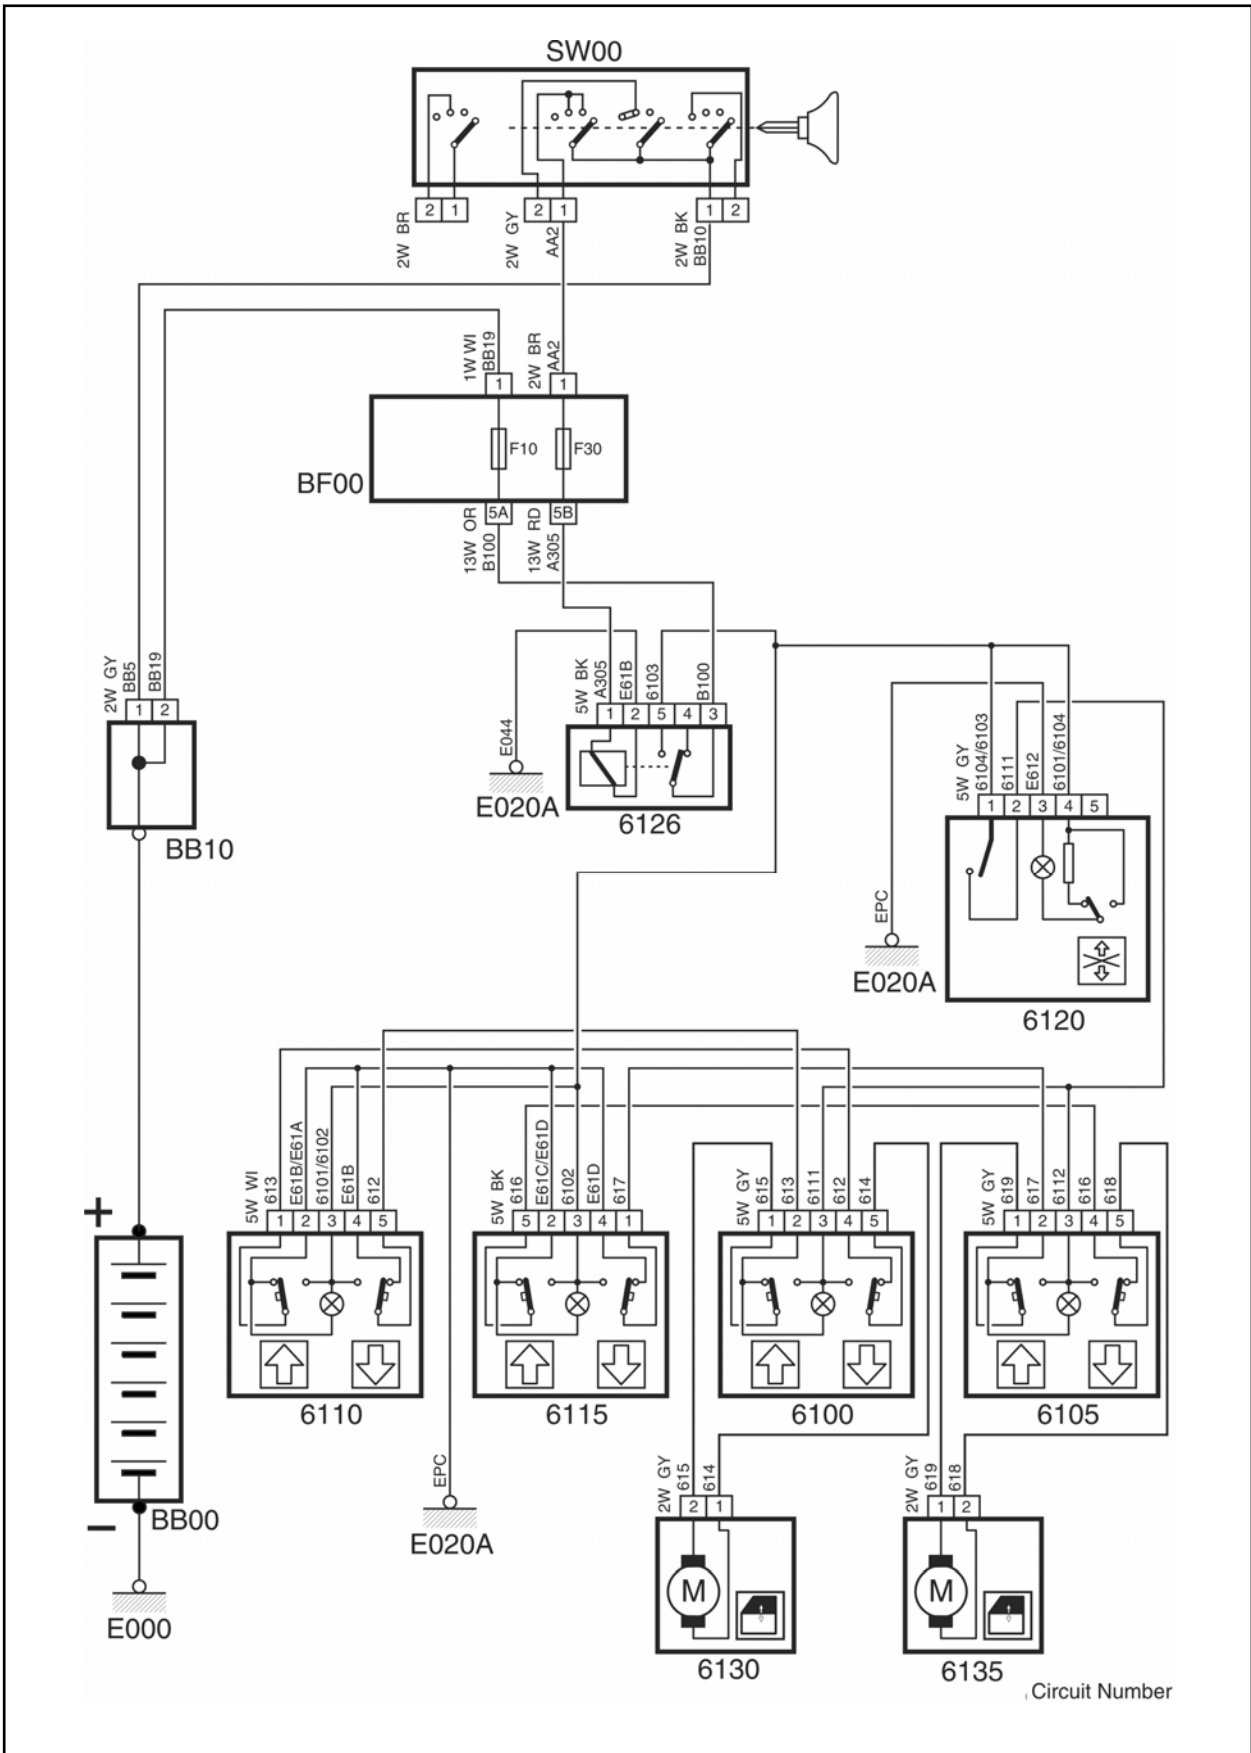 SW00
2 1
2 1
1 2
2W BR
2W GY
AA2
2W BK
BB10
1W WI
BB19
2W BR
AA2
1
1
F10
F30
BF00
5A
5B
13W OR
B100
13W RD
A305
2W GY
BB5
BB19
1 2
BB10
5W BK
A305
E61B
6103
B100
1 2 5 4 3
E044
E020A
6126
5W GY
6104/6103
6111
E612
6101/6104
1 2 3 4 5
EPC
E020A
6120
5W WI
613
E61B/E61A
6101/6102
E61B
612
1 2 3 4 5
6110
5W BK
616
E61C/E61D
6102
E61D
617
5 2 3 4 1
6115
5W GY
615
613
6111
612
614
1 2 3 4 5
6100
5W GY
619
617
6112
616
618
1 2 3 4 5
6105
+
−
BB00
E000
EPC
E020A
2W GY
615
614
2 1
M
6130
2W GY
619
618
1 2
M
6135
Circuit Number